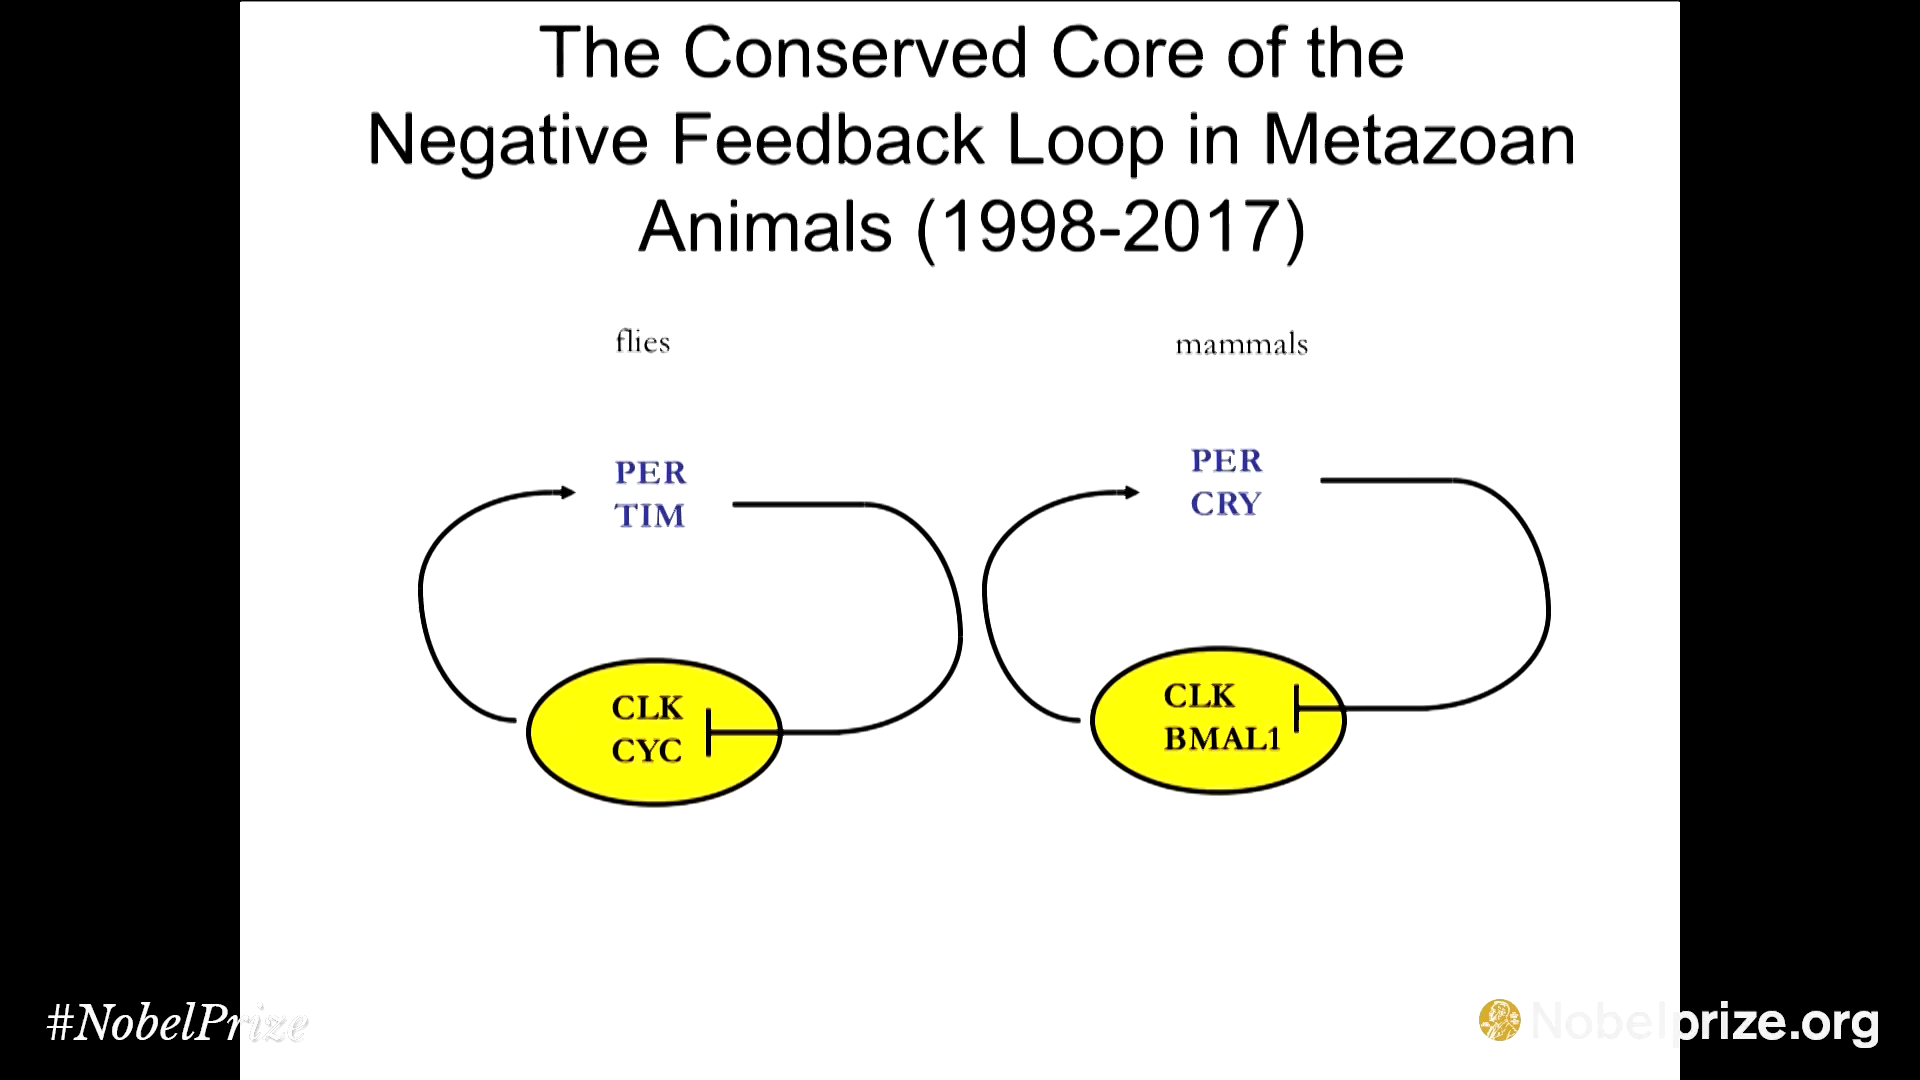 The Conserved Core of the
Negative Feedback Loop in Metazoan
Animals (1998-2017)
flies
mammals
PER
TIM
PER
CRY
CLK
CYC
CLK
BMAL1
#NobelPrize
Nobelprize.org